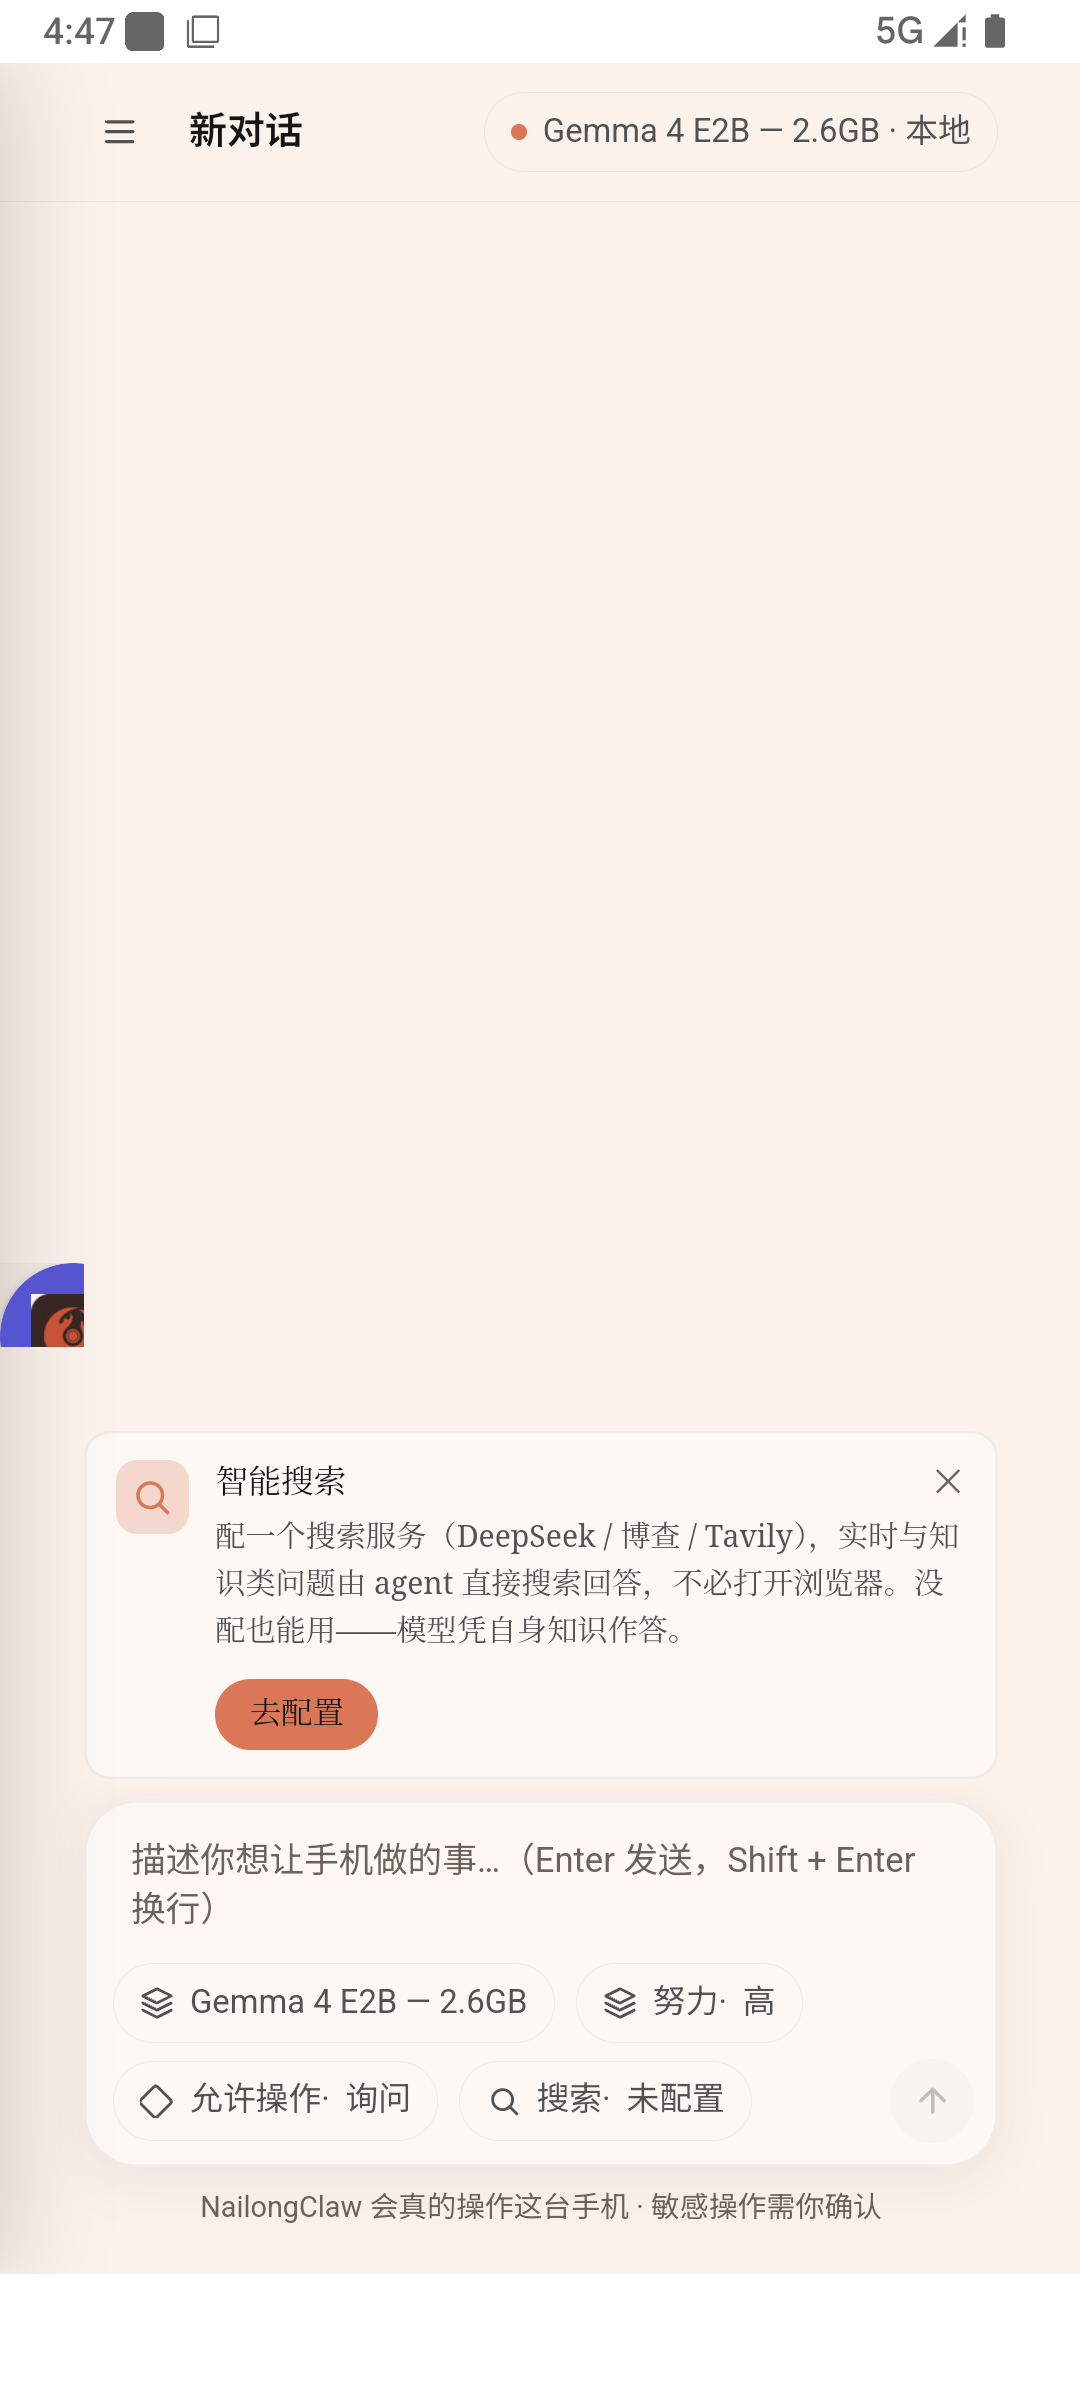 4:47
5G
新对话
Gemma 4 E2B — 2.6GB · 本地
智能搜索
配一个搜索服务（DeepSeek / 博查 / Tavily），实时与知
识类问题由 agent 直接搜索回答，不必打开浏览器。没
配也能用——模型凭自身知识作答。
去配置
描述你想让手机做的事…（Enter 发送，Shift + Enter
换行）
Gemma 4 E2B — 2.6GB
努力· 高
允许操作· 询问
搜索· 未配置
NailongClaw 会真的操作这台手机 · 敏感操作需你确认